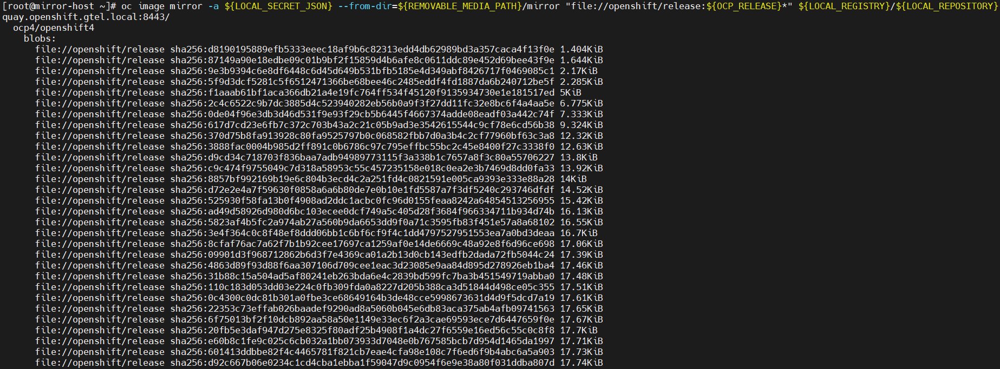 [root@mirror-host ~]# oc image mirror -a ${LOCAL_SECRET_JSON} --from-dir=${REMOVABLE_MEDIA_PATH}/mirror "file://openshift/release:${OCP_RELEASE}*" ${LOCAL_REGISTRY}/${LOCAL_REPOSITORY}
quay.openshift.gtel.local:8443/
ocp4/openshift4
blobs:
file://openshift/release sha256:d8190195889efb5333eeec18af9b6c82313edd4db62989bd3a357caca4f13f0e 1.404KiB
file://openshift/release sha256:87149a90e18edbe09c01b9bf2f15859d4b6afe8c0611ddc89e452d69bee43f9e 1.644KiB
file://openshift/release sha256:9e3b9394c6e8df6448c6d45d649b531bfb5185e4d349abf8426717f0469085c1 2.17KiB
file://openshift/release sha256:5f9d3dcf5281c5f6512471366be68bee46c2485eddf4fd1887da6b240712be5f 2.285KiB
file://openshift/release sha256:f1aaab61bf1aca366db21a4e19fc764ff534f45120f9135934730e1e181517ed 5KiB
file://openshift/release sha256:2c4c6522c9b7dc3885d4c523940282eb56b0a9f3f27dd11fc32e8bc6f4a4aa5e 6.775KiB
file://openshift/release sha256:0de04f96e3db3d46d531f9e93f29cb5b6445f4667374adde08eadf03a442c74f 7.333KiB
file://openshift/release sha256:617d7cd23e6fb7c372c703b43a2c21c05b9ad3e3542615544c9cf78e6cd56b38 9.324KiB
file://openshift/release sha256:370d75b8fa913928c80fa9525797b0c068582fbb7d0a3b4c2cf77960bf63c3a8 12.32KiB
file://openshift/release sha256:3888fac0004b985d2ff891c0b6786c97c795effbc55bc2c45e8400f27c3338f0 12.63KiB
file://openshift/release sha256:d9cd34c718703f836baa7adb94989773115f3a338b1c7657a8f3c80a55706227 13.8KiB
file://openshift/release sha256:c9c474f9755049c7d318a58953c55c457235158e018c0ea2e3b7469d8dd0fa33 13.92KiB
file://openshift/release sha256:8857bf992169b19e6c804b3ecd4c2a251fd4c0821591e005ca9393e333e88a28 14KiB
file://openshift/release sha256:d72e2e4a7f59630f0858a6a6b80de7e0b10e1fd5587a7f3df5240c293746dfdf 14.52KiB
file://openshift/release sha256:525930f58fa13b0f4908ad2ddc1acbc0fc96d0155feaa8242a64854513256955 15.42KiB
file://openshift/release sha256:ad49d58926d980d6bc103ecee0dcf749a5c405d28f3684f966334711b934d74b 16.13KiB
file://openshift/release sha256:5823af4b5fc2a974ab27a560b9da6653dd9f0a71c3595fb83f451e57a8a68102 16.55KiB
file://openshift/release sha256:3e4f364c0c8f48ef8ddd06bb1c6bf6cf9f4c1dd4797527951553ea7a0bd3deaa 16.7KiB
file://openshift/release sha256:8cfaf76ac7a62f7b1b92cee17697ca1259af0e14de6669c48a92e8f6d96ce698 17.06KiB
file://openshift/release sha256:09901d3f968712862b6d3f7e4369ca01a2b13d0cb143edfb2dada72fb5044c24 17.39KiB
file://openshift/release sha256:4863d89f93d88f6aa307106d709cee1eac3d23085e9aa84d895d278926eb1ba4 17.46KiB
file://openshift/release sha256:31b88c15a504ad5af80241eb263bda6e4c2839bd599fc7ba3b451549719abba0 17.48KiB
file://openshift/release sha256:110c183d053dd03e224c0fb309fda0a8227d205b388ca3d51844d498ce05c355 17.51KiB
file://openshift/release sha256:0c4300c0dc81b301a0fbe3ce68649164b3de48cce5998673631d4d9f5dcd7a19 17.61KiB
file://openshift/release sha256:22353c73effab026baadef9290ad8a5060b045e6db83aca375ab4afb09741563 17.65KiB
file://openshift/release sha256:6f75013bf2f10dcb892aa58a50e1149e33ec6f2a3cae69593ece7d6447659f0e 17.67KiB
file://openshift/release sha256:20fb5e3daf947d275e8325f80adf25b4908f1a4dc27f6559e16ed56c55c0c8f8 17.7KiB
file://openshift/release sha256:e60b8c1fe9c025c6cb032a1bb073933d7048e0b767585bcb7d954d1465da1997 17.71KiB
file://openshift/release sha256:601413ddbbe82f4c4465781f821cb7eae4cfa98e108c7f6ed6f9b4abc6a5a903 17.73KiB
file://openshift/release sha256:d92c667b06e0234c1cd4cba1ebba1f59047d9c0954f6e9e38a80f031ddba807d 17.74KiB